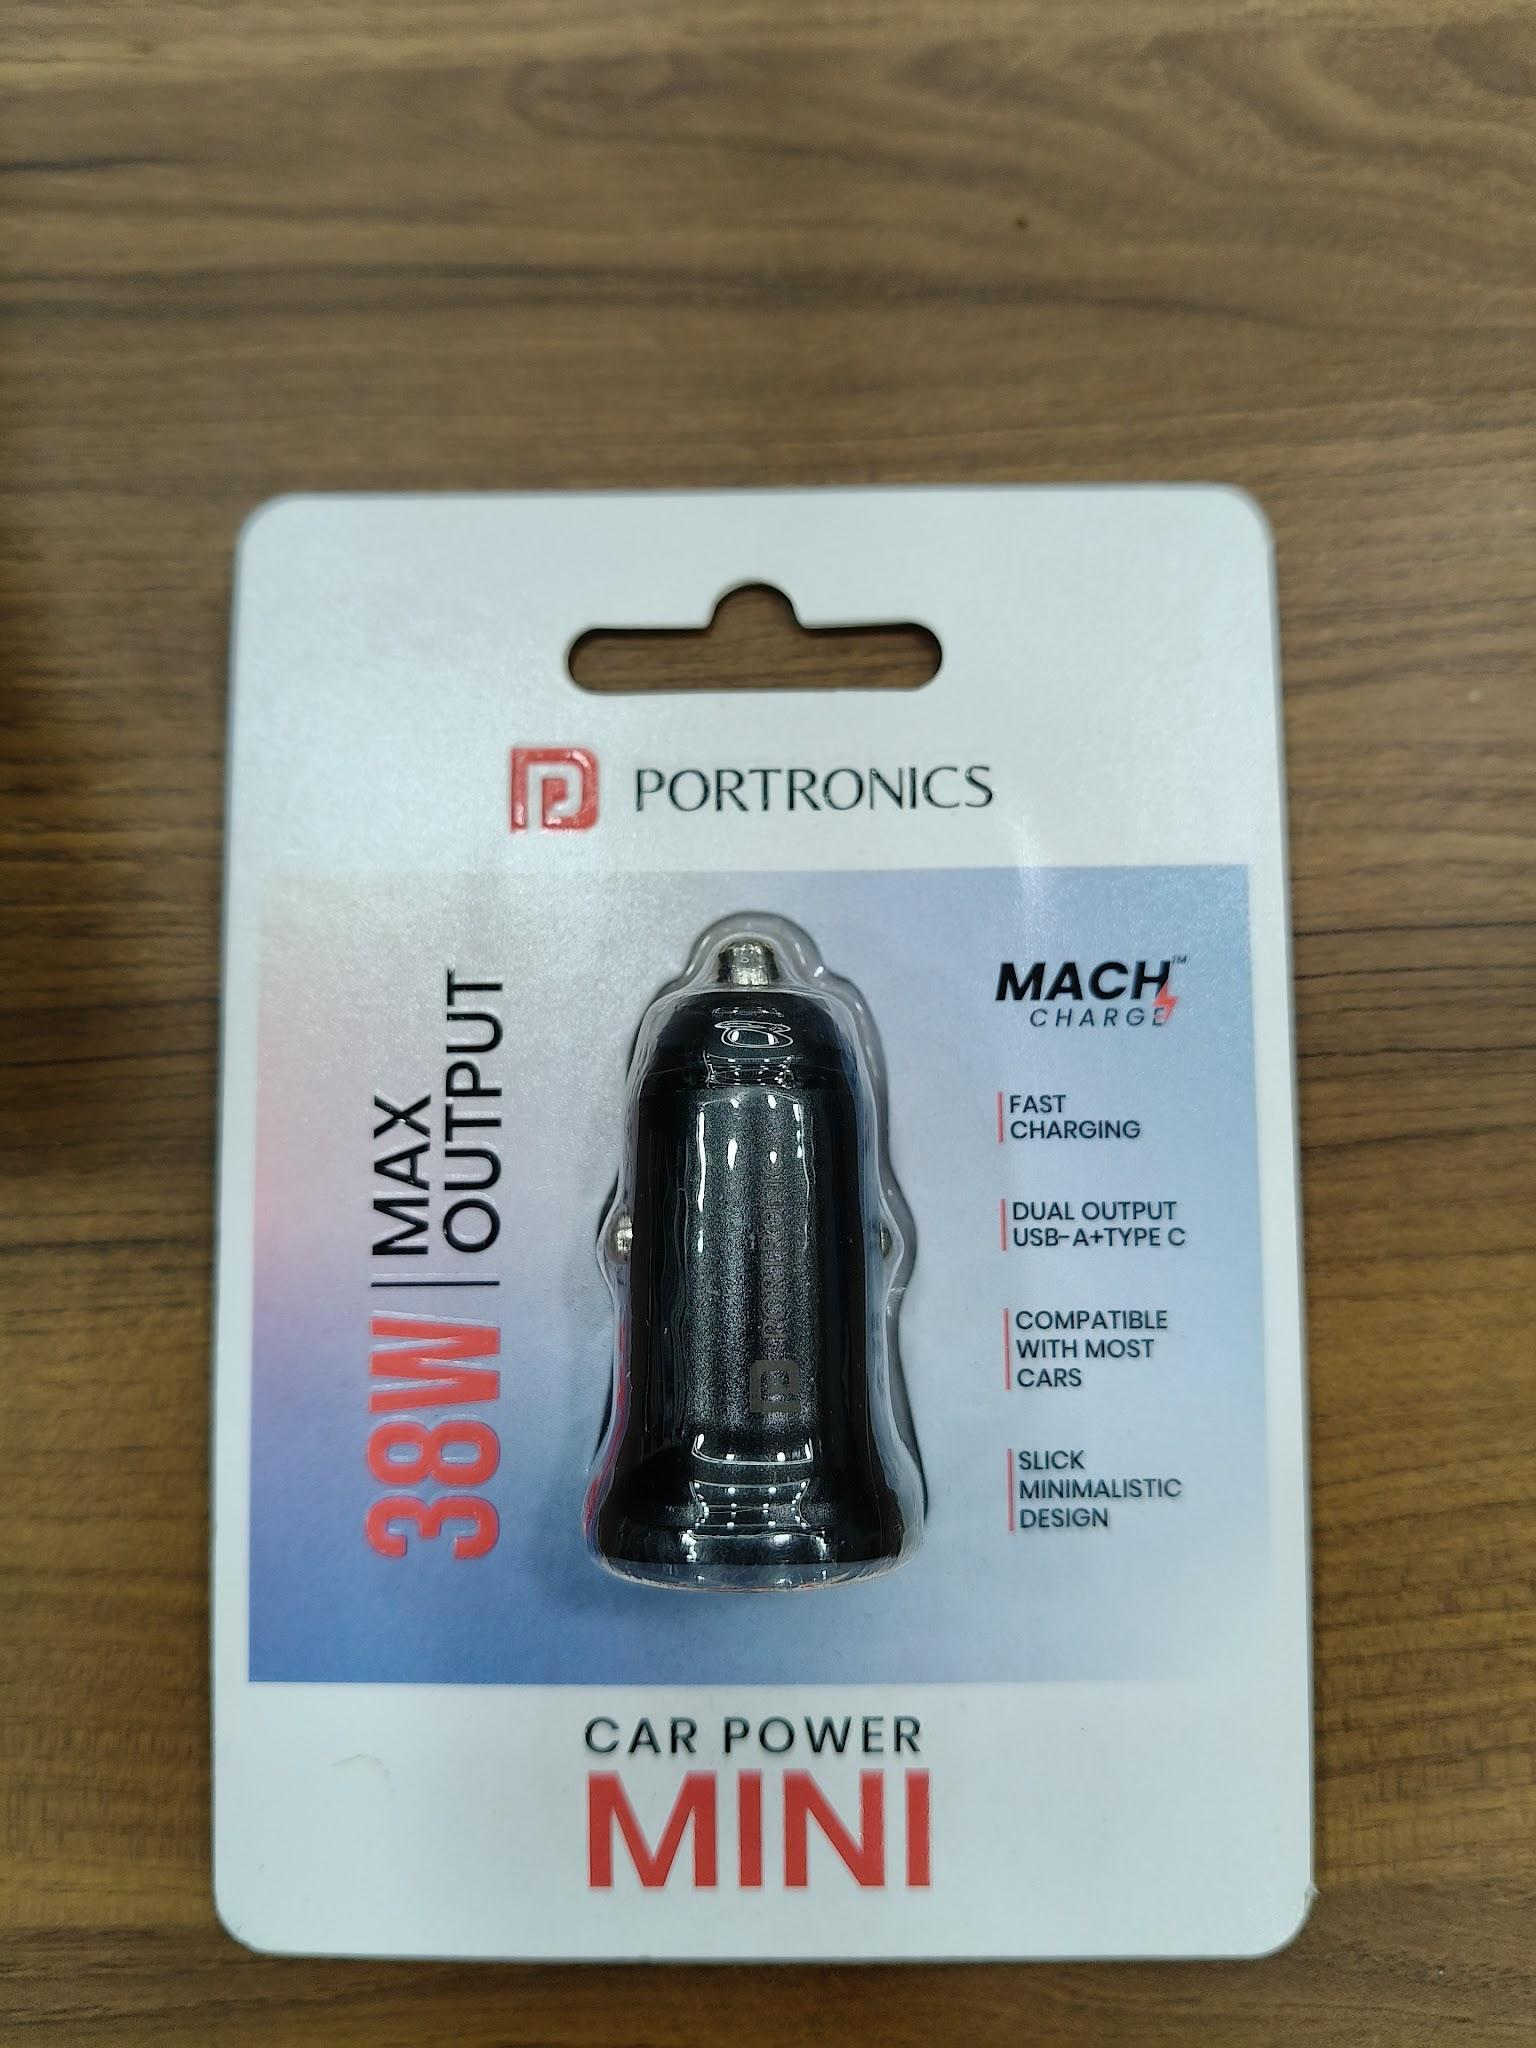 PORTRONICS
38W
MAX
OUTPUT
MACH™
CHARGE
FAST
CHARGING
DUAL OUTPUT
USB-A+TYPE C
COMPATIBLE
WITH MOST
CARS
SLICK
MINIMALISTIC
DESIGN
PORTRONICS
CAR POWER
MINI